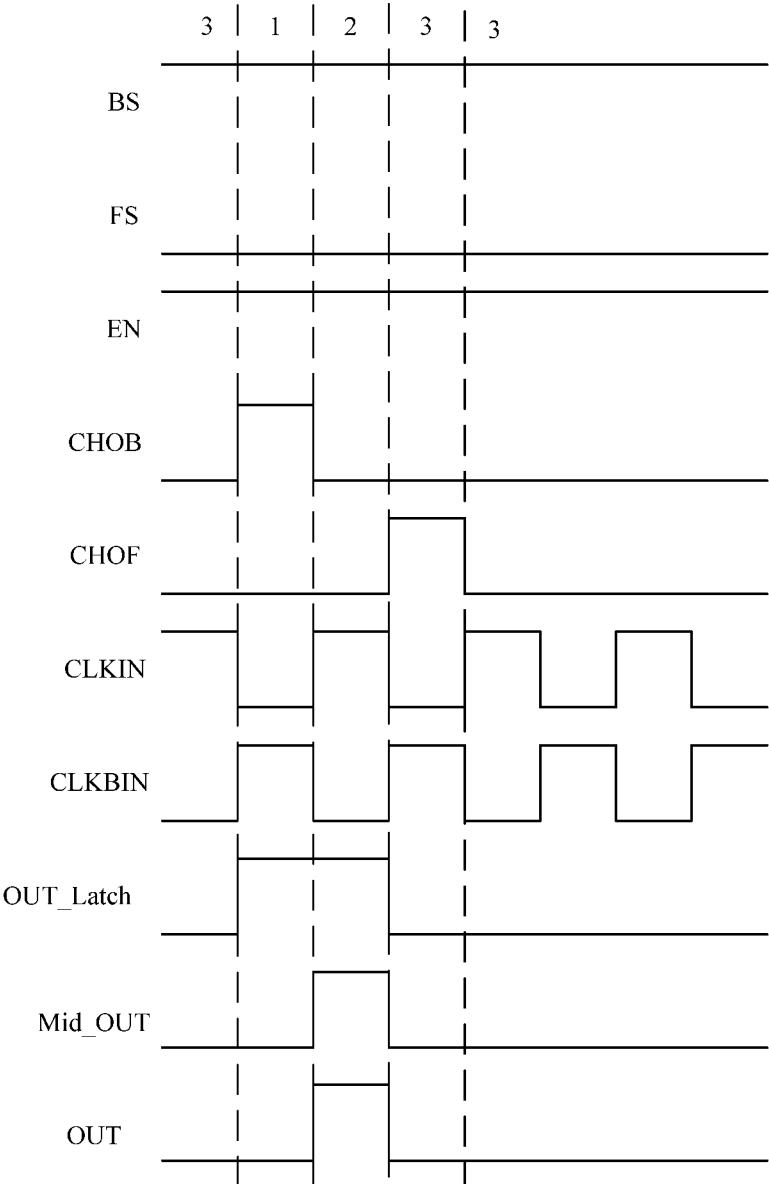 3 1 2 3 3
BS
FS
EN
CHOB
CHOF
CLKIN
CLKBIN
OUT_Latch
Mid_OUT
OUT